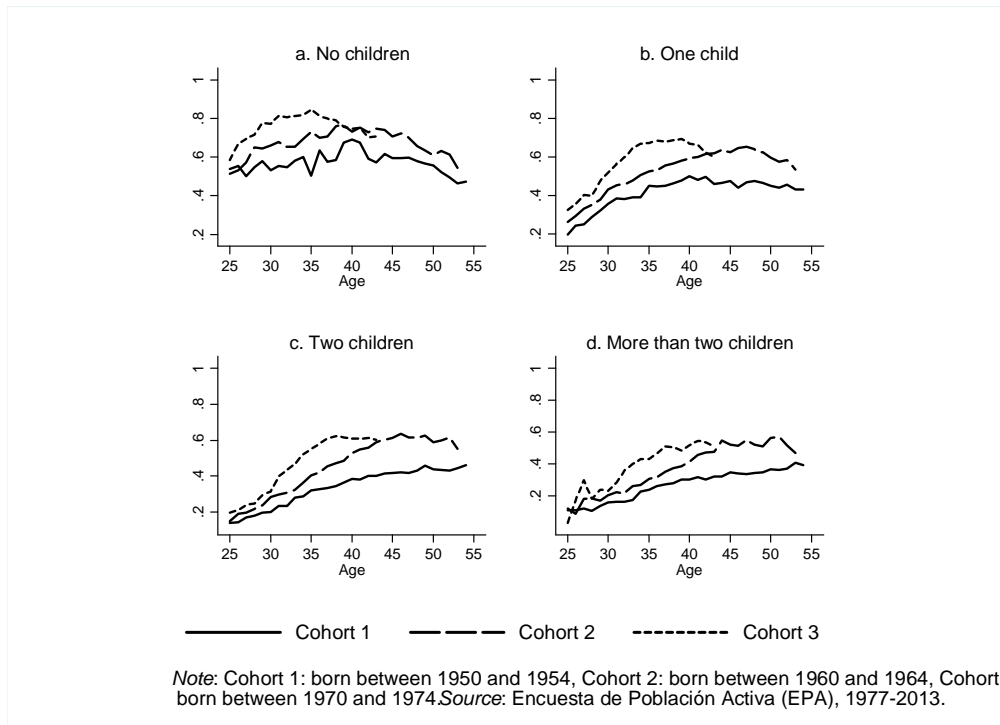 a. No children
b. One child
1
.8
.6
.4
.2
25 30 35 40 45 50 55
Age
1
.8
.6
.4
.2
25 30 35 40 45 50 55
Age
c. Two children
d. More than two children
1
.8
.6
.4
.2
25 30 35 40 45 50 55
Age
1
.8
.6
.4
.2
25 30 35 40 45 50 55
Age
Cohort 1 Cohort 2 Cohort 3
Note: Cohort 1: born between 1950 and 1954, Cohort 2: born between 1960 and 1964, Cohort
born between 1970 and 1974.Source: Encuesta de Población Activa (EPA), 1977-2013.